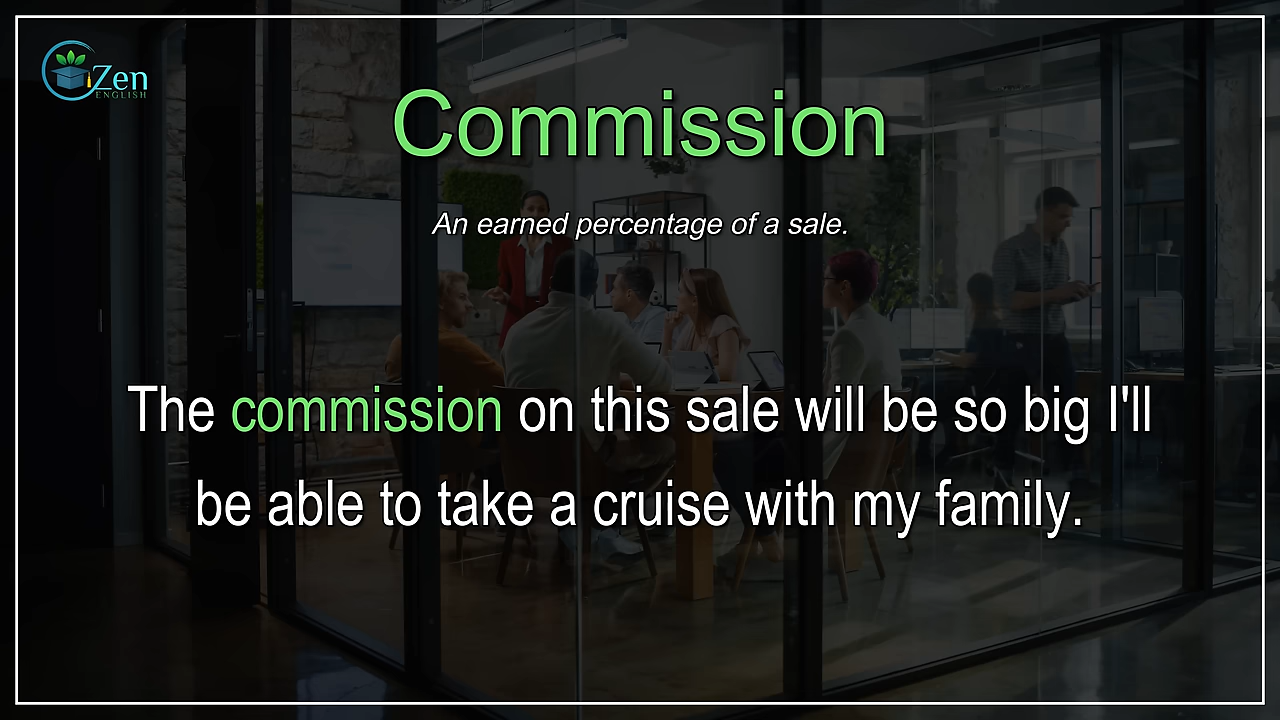 Zen
ENGLISH
Commission
An earned percentage of a sale.
The commission on this sale will be so big I'll
be able to take a cruise with my family.